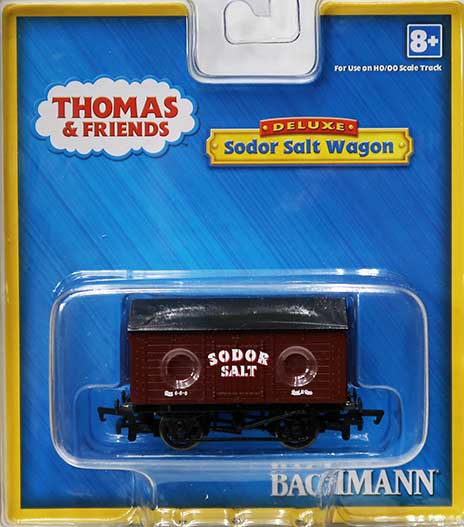 8+
For Use on HO/OO Scale Track
THOMAS
& FRIENDS
DELUXE
Sodor Salt Wagon
SODOR
SALT
BACHMANN